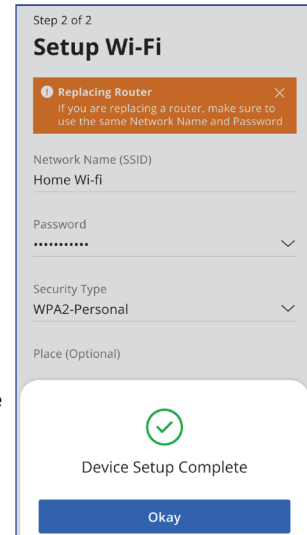 Step 2 of 2
Setup Wi-Fi
Replacing Router
If you are replacing a router, make sure to
use the same Network Name and Password
Network Name (SSID)
Home Wi-fi
Password
•••••••••••
Security Type
WPA2-Personal
Place (Optional)
e
Device Setup Complete
Okay